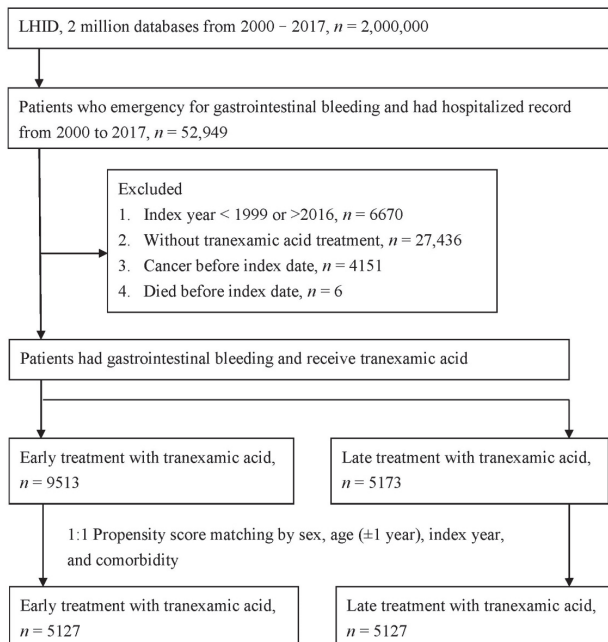 LHID, 2 million databases from 2000 – 2017, n = 2,000,000
Patients who emergency for gastrointestinal bleeding and had hospitalized record
from 2000 to 2017, n = 52,949
Excluded
1. Index year < 1999 or >2016, n = 6670
2. Without tranexamic acid treatment, n = 27,436
3. Cancer before index date, n = 4151
4. Died before index date, n = 6
Patients had gastrointestinal bleeding and receive tranexamic acid
Early treatment with tranexamic acid,
n = 9513
Late treatment with tranexamic acid,
n = 5173
1:1 Propensity score matching by sex, age (±1 year), index year,
and comorbidity
Early treatment with tranexamic acid,
n = 5127
Late treatment with tranexamic acid,
n = 5127